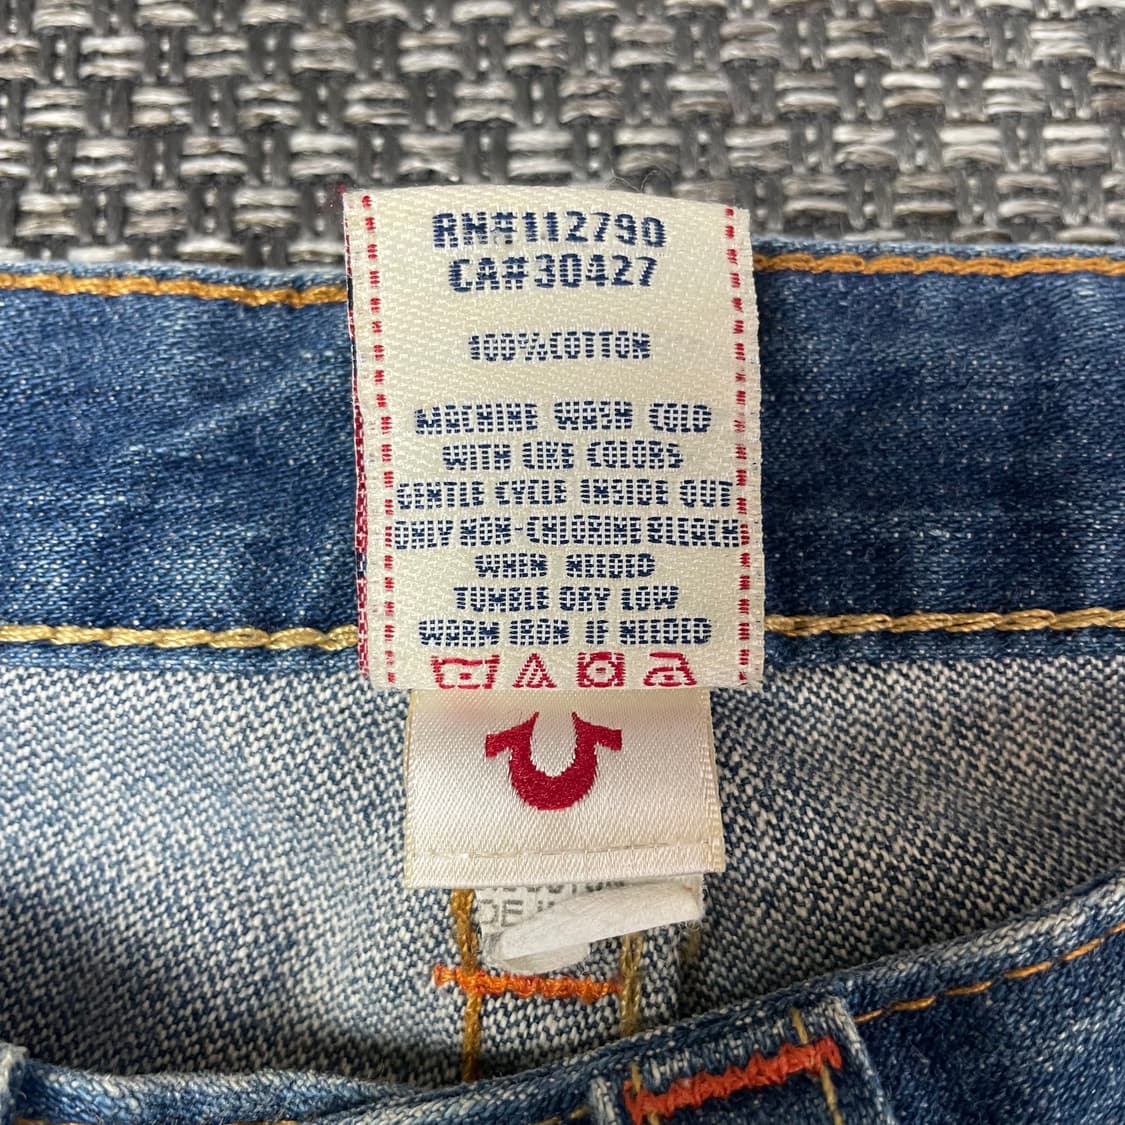 RN#112790
CA#30427
100%COTTON
MACHINE WASH COLD
WITH LIKE COLORS
GENTLE CYCLE INSIDE OUT
ONLY NON-CHLORINE BLEACH
WHEN NEEDED
TUMBLE DRY LOW
WARM IRON IF NEEDED